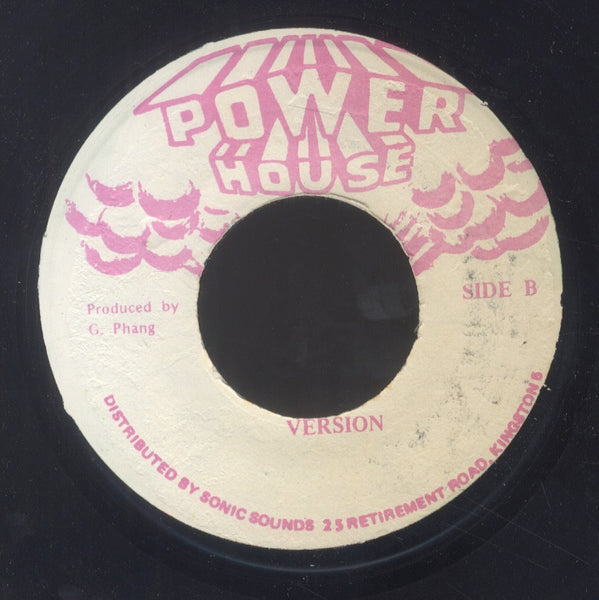 POWER
HOUSE
Produced by
G. Phang
SIDE B
VERSION
DISTRIBUTED BY SONIC SOUNDS 25 RETIREMENT ROAD, KINGSTON 5